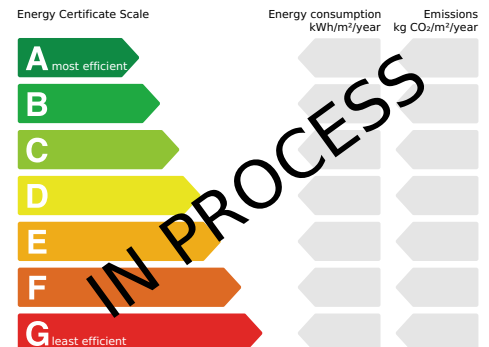 Energy Certificate Scale
Energy consumption
kWh/m²/year
Emissions
kg CO₂/m²/year
A most efficient
B
C
D
E
F
G least efficient
IN PROCESS